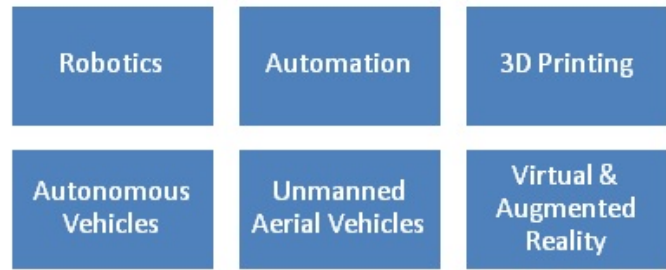 Robotics
Automation
3D Printing
Autonomous
Vehicles
Unmanned
Aerial Vehicles
Virtual &
Augmented
Reality